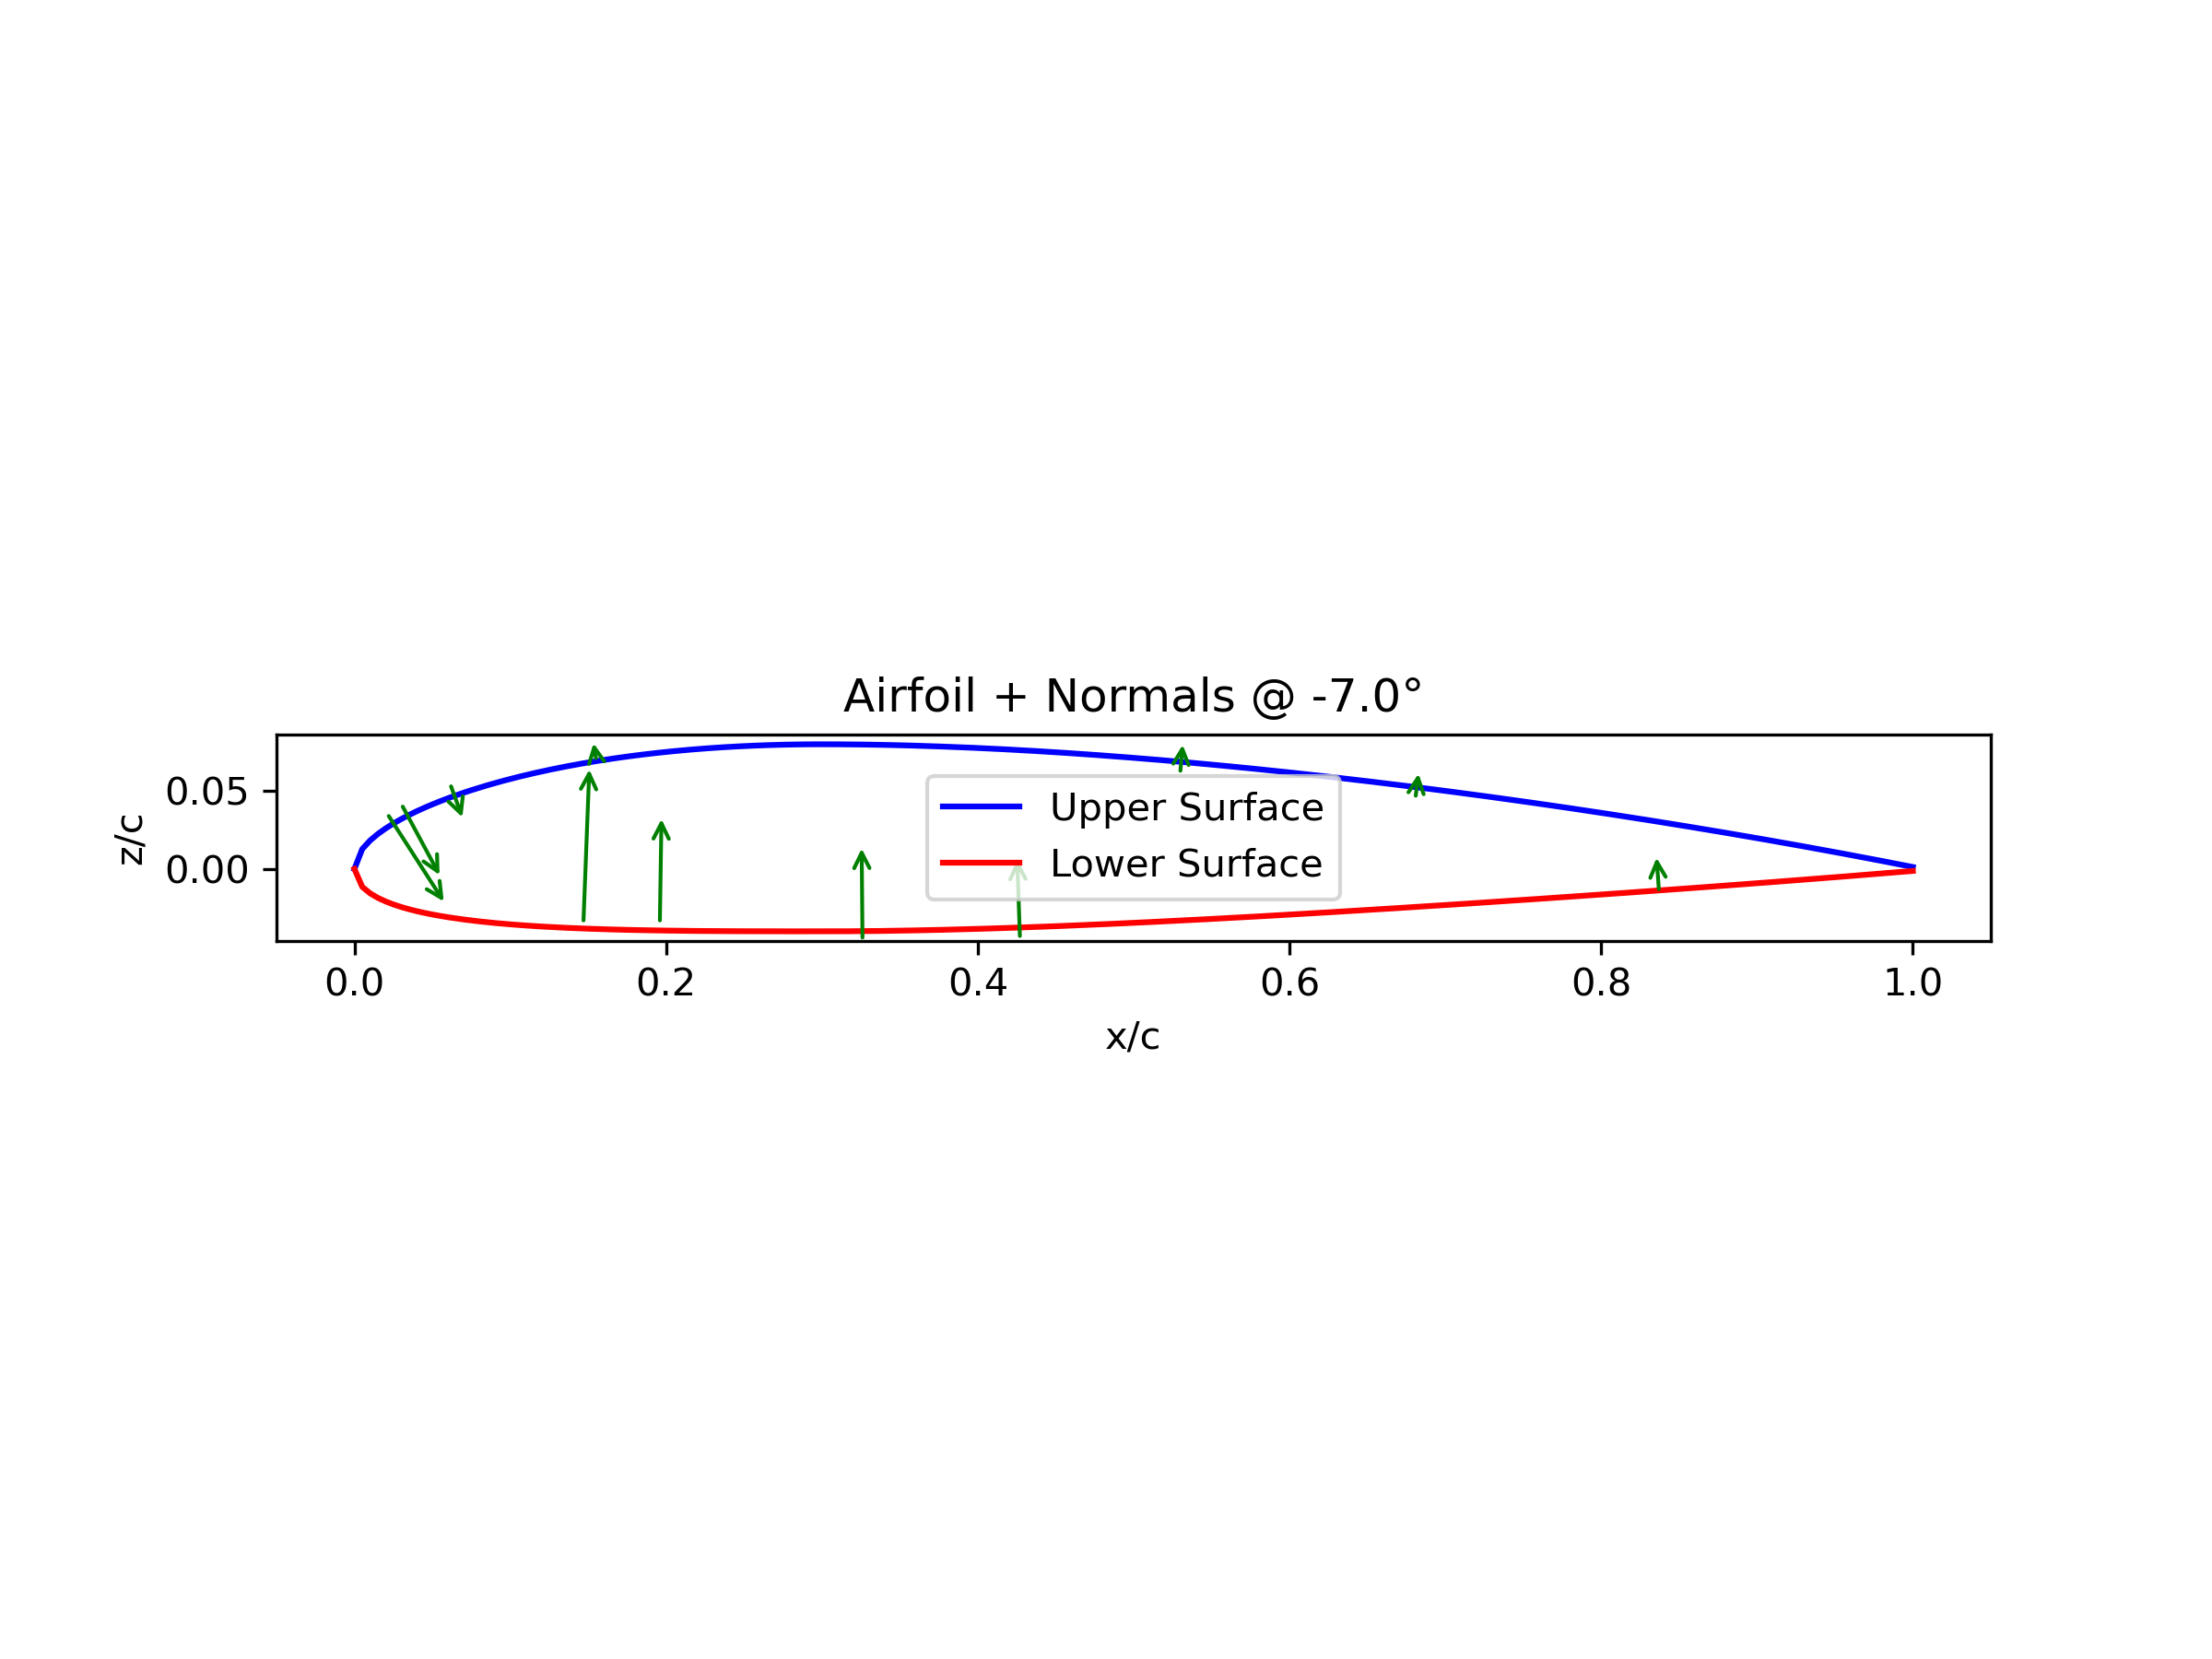 Airfoil + Normals @ -7.0°
z/c
0.05
0.00
Upper Surface
Lower Surface
0.0 0.2 0.4 0.6 0.8 1.0
x/c